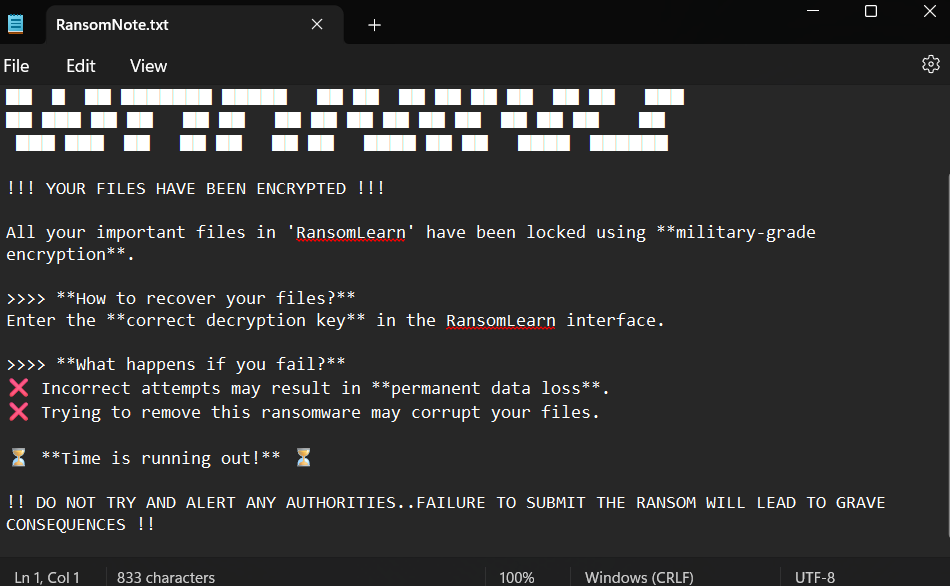 RansomNote.txt
File Edit View
!!! YOUR FILES HAVE BEEN ENCRYPTED !!!
All your important files in 'RansomLearn' have been locked using **military-grade
encryption**.
>>>> **How to recover your files?**
Enter the **correct decryption key** in the RansomLearn interface.
>>>> **What happens if you fail?**
❌ Incorrect attempts may result in **permanent data loss**.
❌ Trying to remove this ransomware may corrupt your files.
⏳ **Time is running out!** ⏳
!! DO NOT TRY AND ALERT ANY AUTHORITIES..FAILURE TO SUBMIT THE RANSOM WILL LEAD TO GRAVE
CONSEQUENCES !!
Ln 1, Col 1 833 characters 100% Windows (CRLF) UTF-8